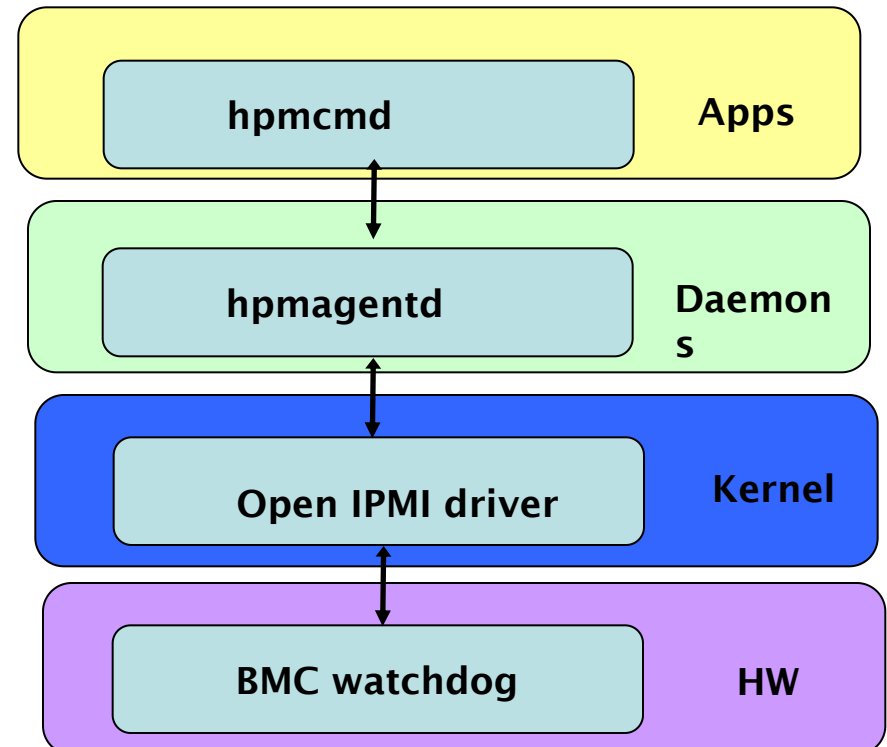 hpmcmd
Apps
hpmagentd
Daemon
s
Open IPMI driver
Kernel
BMC watchdog
HW